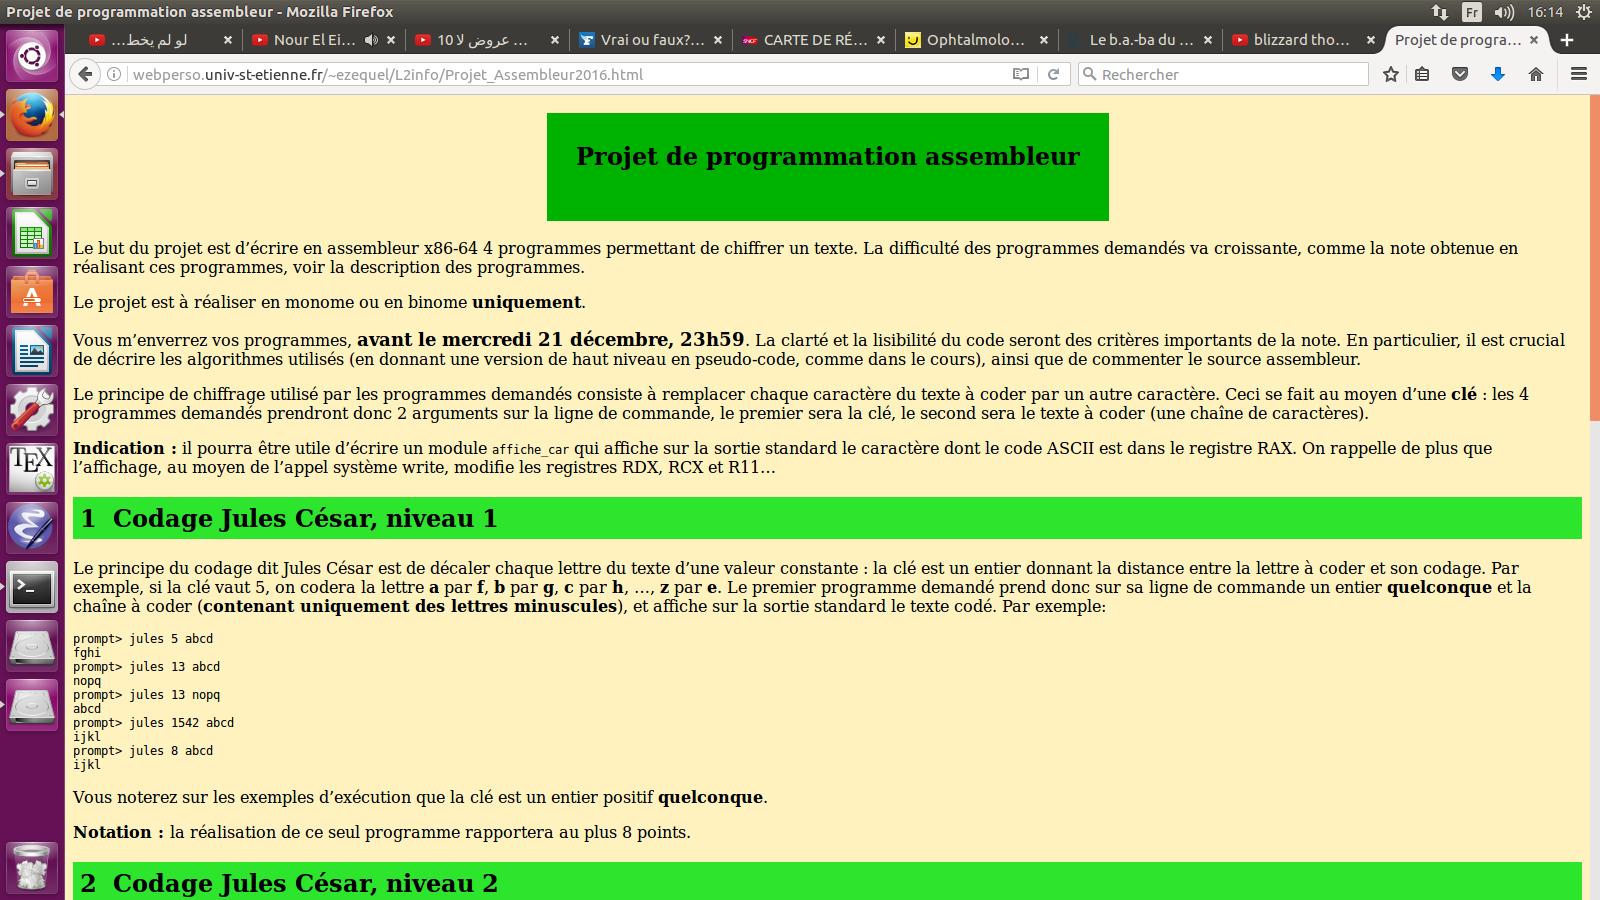 Projet de programmation assembleur - Mozilla Firefox
Fr
16:14
لو لم يخط...
Nour El Ei...
10 عروض لا ...
Vrai ou faux?...
CARTE DE RÉ...
Ophtalmolo...
Le b.a.-ba du ...
blizzard tho...
Projet de progra...
webperso.univ-st-etienne.fr/~ezequel/L2info/Projet_Assembleur2016.html
Rechercher
Projet de programmation assembleur
Le but du projet est d’écrire en assembleur x86-64 4 programmes permettant de chiffrer un texte. La difficulté des programmes demandés va croissante, comme la note obtenue en
réalisant ces programmes, voir la description des programmes.
Le projet est à réaliser en monome ou en binome uniquement.
Vous m’enverrez vos programmes, avant le mercredi 21 décembre, 23h59. La clarté et la lisibilité du code seront des critères importants de la note. En particulier, il est crucial
de décrire les algorithmes utilisés (en donnant une version de haut niveau en pseudo-code, comme dans le cours), ainsi que de commenter le source assembleur.
Le principe de chiffrage utilisé par les programmes demandés consiste à remplacer chaque caractère du texte à coder par un autre caractère. Ceci se fait au moyen d’une clé : les 4
programmes demandés prendront donc 2 arguments sur la ligne de commande, le premier sera la clé, le second sera le texte à coder (une chaîne de caractères).
Indication : il pourra être utile d’écrire un module affiche_car qui affiche sur la sortie standard le caractère dont le code ASCII est dans le registre RAX. On rappelle de plus que
l’affichage, au moyen de l’appel système write, modifie les registres RDX, RCX et R11…
1 Codage Jules César, niveau 1
Le principe du codage dit Jules César est de décaler chaque lettre du texte d’une valeur constante : la clé est un entier donnant la distance entre la lettre à coder et son codage. Par
exemple, si la clé vaut 5, on codera la lettre a par f, b par g, c par h, …, z par e. Le premier programme demandé prend donc sur sa ligne de commande un entier quelconque et la
chaîne à coder (contenant uniquement des lettres minuscules), et affiche sur la sortie standard le texte codé. Par exemple:
prompt> jules 5 abcd
fghi
prompt> jules 13 abcd
nopq
prompt> jules 13 nopq
abcd
prompt> jules 1542 abcd
ijkl
prompt> jules 8 abcd
ijkl
Vous noterez sur les exemples d’exécution que la clé est un entier positif quelconque.
Notation : la réalisation de ce seul programme rapportera au plus 8 points.
2 Codage Jules César, niveau 2